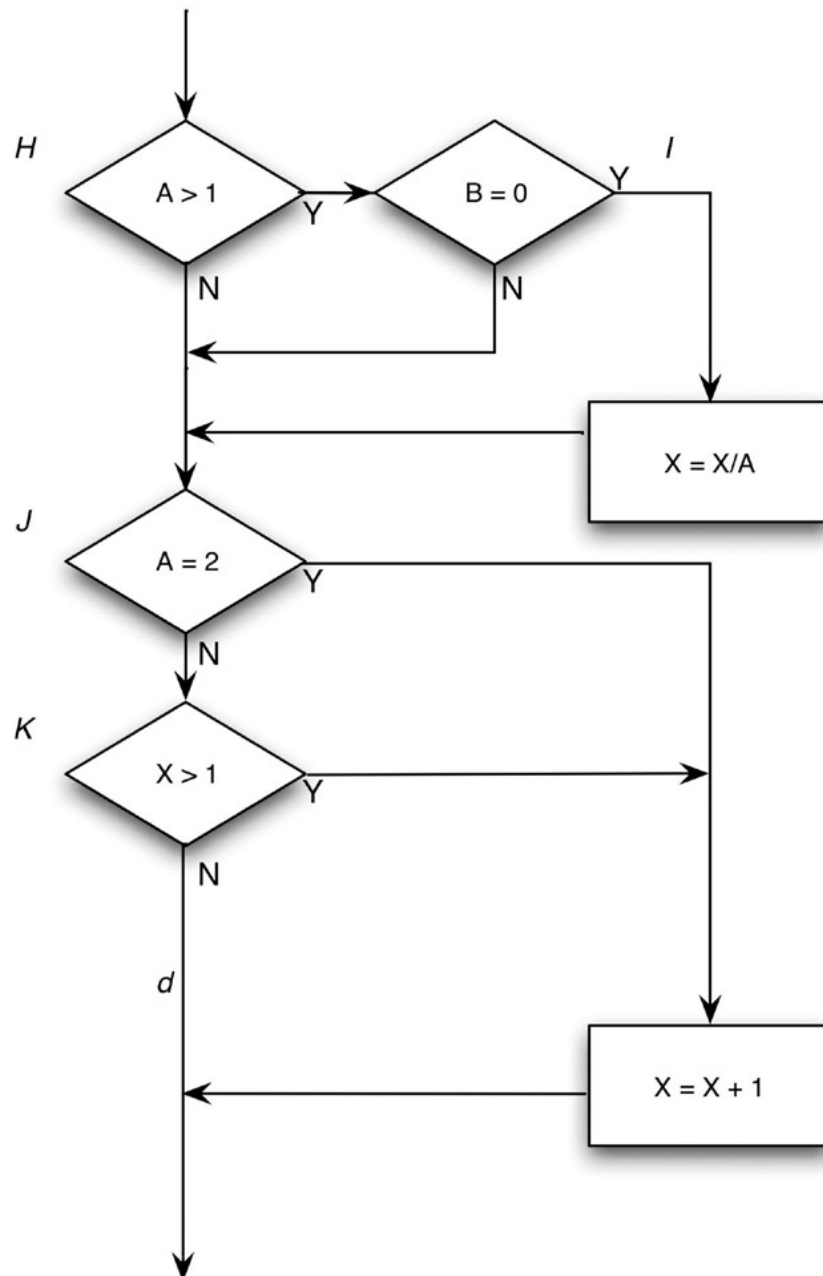 H
A > 1
Y
B = 0
Y
I
N
N
X = X/A
J
A = 2
Y
N
K
X > 1
Y
N
d
X = X + 1